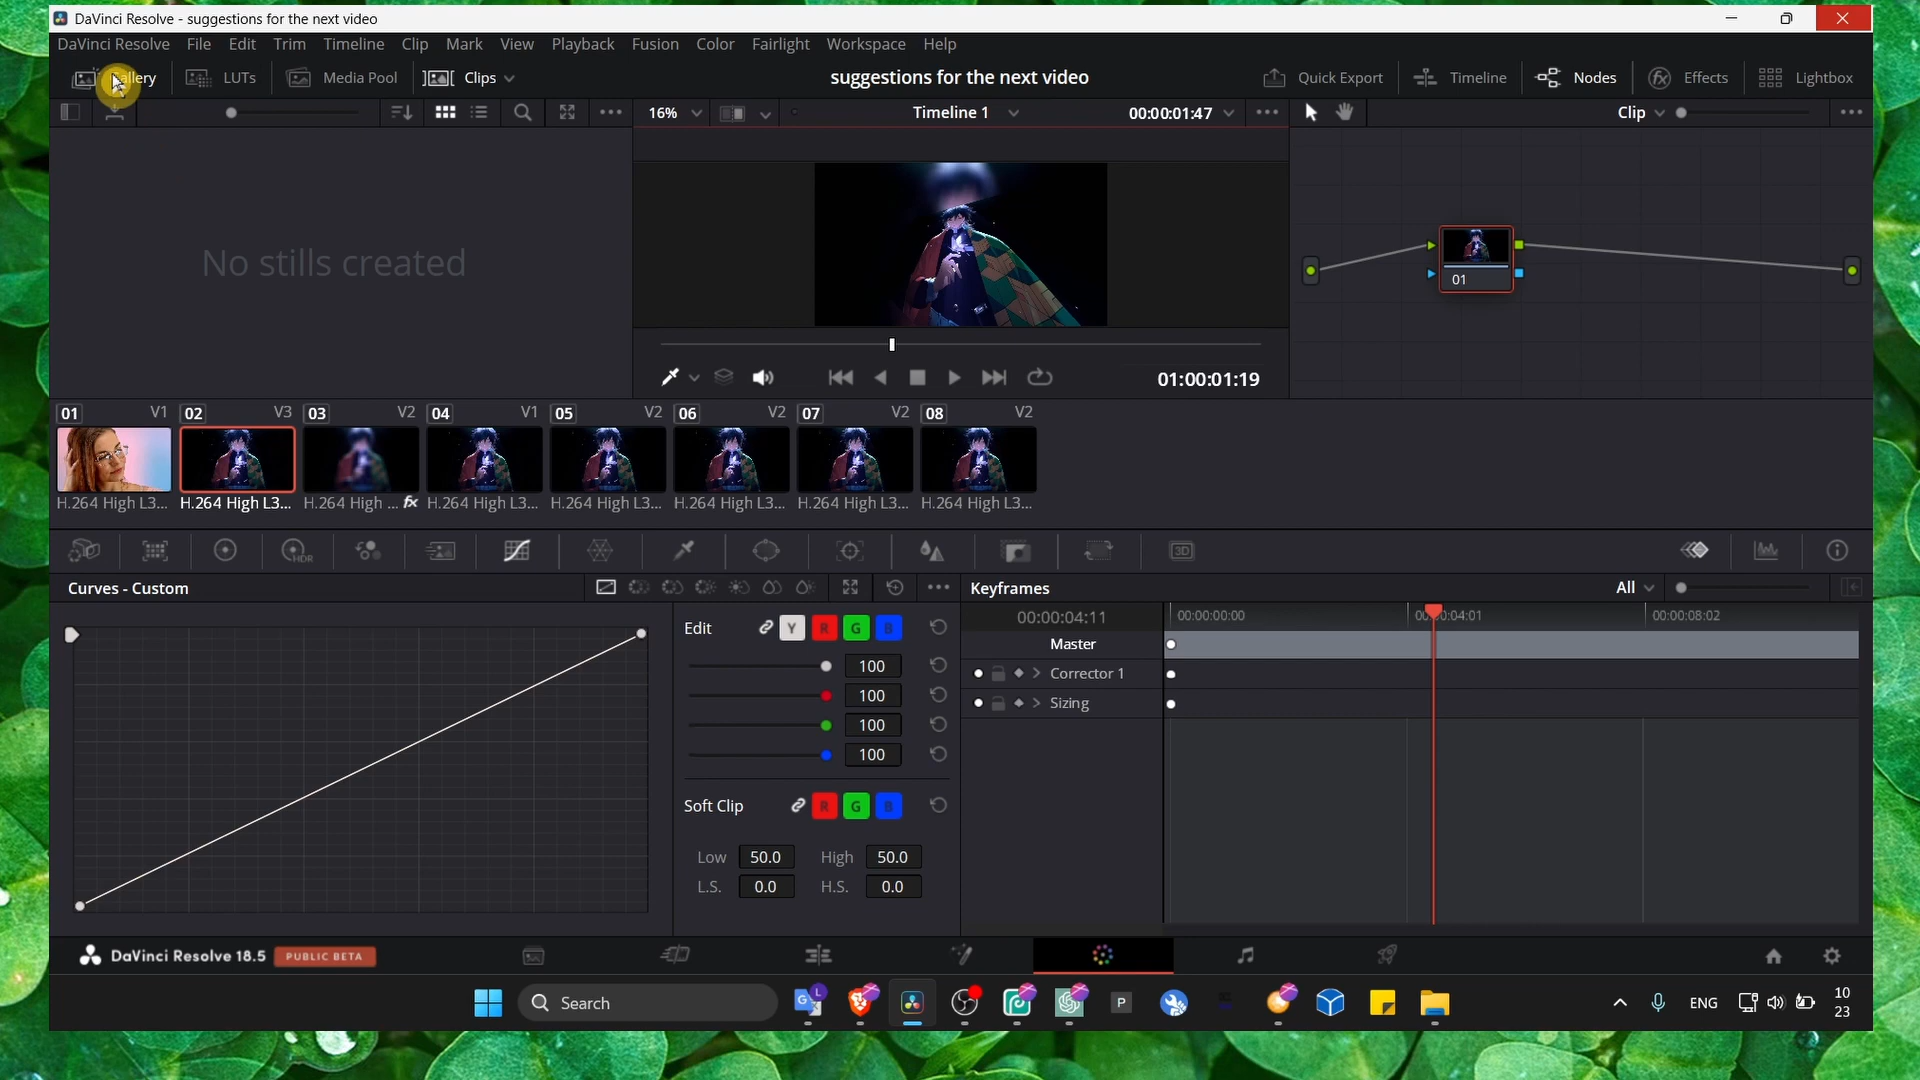 DaVinci Resolve - suggestions for the next video
DaVinci Resolve File Edit Trim Timeline Clip Mark View Playback Fusion Color Fairlight Workspace Help
LUTs Media Pool Clips suggestions for the next video Quick Export Timeline Nodes Effects Lightbox
16% Timeline 1 00:00:01:47 Clip
No stills created
01
01:00:01:19
01 V1 02 V3 03 V2 04 V1 05 V2 06 V2 07 V2 08 V2
H.264 High L3... H.264 High L3... H.264 High ... fx H.264 High L3... H.264 High L3... H.264 High L3... H.264 High L3... H.264 High L3...
HDR 3D
Curves - Custom Keyframes All
00:00:04:11 00:00:00:00 00:00:08:02
Edit Y R G B Master
100 Corrector 1
100 Sizing
100
100
Soft Clip R G B
Low 50.0 High 50.0
L.S. 0.0 H.S. 0.0
DaVinci Resolve 18.5 PUBLIC BETA
Search P ENG 10
23